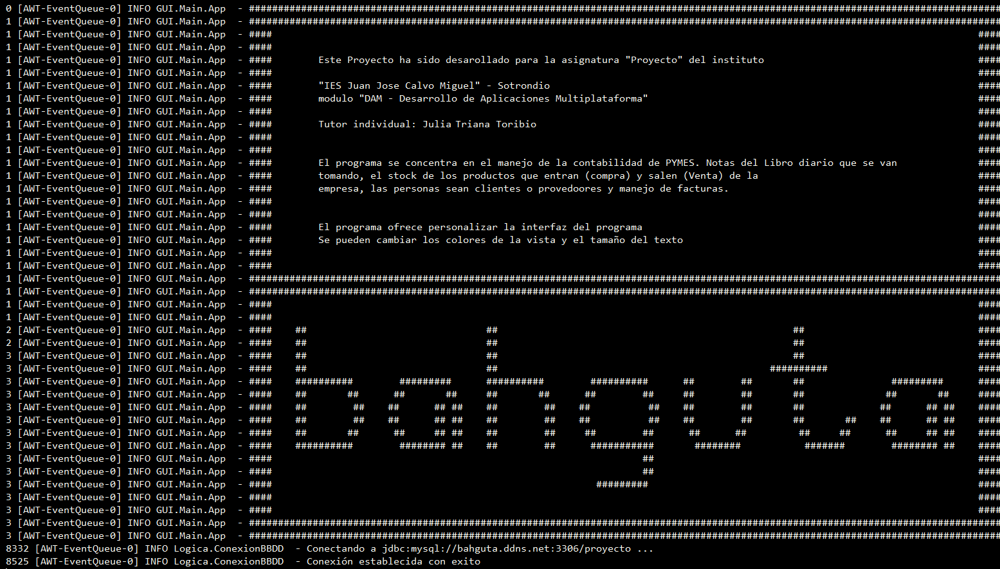 0 [AWT-EventQueue-0] INFO GUI.Main.App  - ##################################################################################################################################
1 [AWT-EventQueue-0] INFO GUI.Main.App  - ##################################################################################################################################
1 [AWT-EventQueue-0] INFO GUI.Main.App  - ####    ####
1 [AWT-EventQueue-0] INFO GUI.Main.App  - ####    ####
1 [AWT-EventQueue-0] INFO GUI.Main.App  - ####        Este Proyecto ha sido desarollado para la asignatura "Proyecto" del instituto    ####
1 [AWT-EventQueue-0] INFO GUI.Main.App  - ####    ####
1 [AWT-EventQueue-0] INFO GUI.Main.App  - ####        "IES Juan Jose Calvo Miguel" - Sotrondio    ####
1 [AWT-EventQueue-0] INFO GUI.Main.App  - ####        modulo "DAM - Desarrollo de Aplicaciones Multiplataforma"    ####
1 [AWT-EventQueue-0] INFO GUI.Main.App  - ####    ####
1 [AWT-EventQueue-0] INFO GUI.Main.App  - ####        Tutor individual: Julia Triana Toribio    ####
1 [AWT-EventQueue-0] INFO GUI.Main.App  - ####    ####
1 [AWT-EventQueue-0] INFO GUI.Main.App  - ####    ####
1 [AWT-EventQueue-0] INFO GUI.Main.App  - ####        El programa se concentra en el manejo de la contabilidad de PYMES. Notas del Libro diario que se van    ####
1 [AWT-EventQueue-0] INFO GUI.Main.App  - ####        tomando, el stock de los productos que entran (compra) y salen (Venta) de la    ####
1 [AWT-EventQueue-0] INFO GUI.Main.App  - ####        empresa, las personas sean clientes o provedoores y manejo de facturas.    ####
1 [AWT-EventQueue-0] INFO GUI.Main.App  - ####    ####
1 [AWT-EventQueue-0] INFO GUI.Main.App  - ####    ####
1 [AWT-EventQueue-0] INFO GUI.Main.App  - ####        El programa ofrece personalizar la interfaz del programa    ####
1 [AWT-EventQueue-0] INFO GUI.Main.App  - ####        Se pueden cambiar los colores de la vista y el tamaño del texto    ####
1 [AWT-EventQueue-0] INFO GUI.Main.App  - ####    ####
1 [AWT-EventQueue-0] INFO GUI.Main.App  - ####    ####
1 [AWT-EventQueue-0] INFO GUI.Main.App  - ##################################################################################################################################
1 [AWT-EventQueue-0] INFO GUI.Main.App  - ##################################################################################################################################
1 [AWT-EventQueue-0] INFO GUI.Main.App  - ####    ####
1 [AWT-EventQueue-0] INFO GUI.Main.App  - ####    ####
2 [AWT-EventQueue-0] INFO GUI.Main.App  - ####    ##    ##    ##    ####
2 [AWT-EventQueue-0] INFO GUI.Main.App  - ####    ##    ##    ##    ####
3 [AWT-EventQueue-0] INFO GUI.Main.App  - ####    ##    ##    ##    ####
3 [AWT-EventQueue-0] INFO GUI.Main.App  - ####    ##    ##    ##########    ####
3 [AWT-EventQueue-0] INFO GUI.Main.App  - ####    ##########    #########    ##########    ##########    ##    ##    ##    #########    ####
3 [AWT-EventQueue-0] INFO GUI.Main.App  - ####    ##    ##    ##    ##    ##    ##    ##    ##    ##    ##    ##    ##    ##    ####
3 [AWT-EventQueue-0] INFO GUI.Main.App  - ####    ##    ##    ##    ## ##    ##    ##    ##    ##    ##    ##    ##    ##    ## ##    ####
3 [AWT-EventQueue-0] INFO GUI.Main.App  - ####    ##    ##    ##    ## ##    ##    ##    ##    ##    ##    ##    ##    ##    ##    ## ##    ####
3 [AWT-EventQueue-0] INFO GUI.Main.App  - ####    ##    ##    ##    ## ##    ##    ##    ##    ##    ##    ##    ##    ##    ##    ## ##    ####
3 [AWT-EventQueue-0] INFO GUI.Main.App  - ####    ##########    ######## ##    ##    ##    ###########    ########    #######    ######## ##    ####
3 [AWT-EventQueue-0] INFO GUI.Main.App  - ####    ##    ####
3 [AWT-EventQueue-0] INFO GUI.Main.App  - ####    ##    ####
3 [AWT-EventQueue-0] INFO GUI.Main.App  - ####    #########    ####
3 [AWT-EventQueue-0] INFO GUI.Main.App  - ####    ####
3 [AWT-EventQueue-0] INFO GUI.Main.App  - ####    ####
3 [AWT-EventQueue-0] INFO GUI.Main.App  - ##################################################################################################################################
3 [AWT-EventQueue-0] INFO GUI.Main.App  - ##################################################################################################################################
8332 [AWT-EventQueue-0] INFO Logica.ConexionBBDD  - Conectando a jdbc:mysql://bahguta.ddns.net:3306/proyecto ...
8525 [AWT-EventQueue-0] INFO Logica.ConexionBBDD  - Conexión establecida con exito